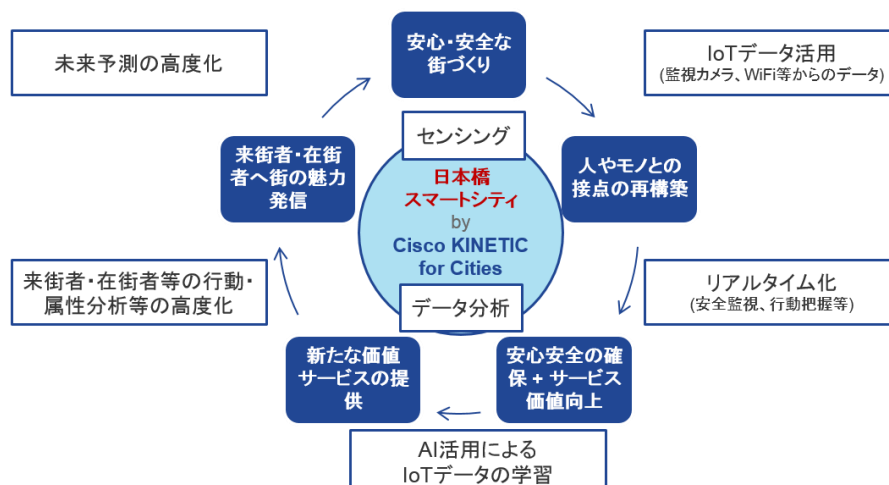 安心・安全な
街づくり
未来予測の高度化
IoTデータ活用
(監視カメラ、WiFi等からのデータ)
センシング
来街者・在街
者へ街の魅力
発信
人やモノとの
接点の再構築
日本橋
スマートシティ
by
Cisco KINETIC
for Cities
来街者・在街者等の行動・
属性分析等の高度化
リアルタイム化
(安全監視、行動把握等)
データ分析
新たな価値
サービスの提
供
安心安全の確
保 + サービス
価値向上
AI活用による
IoTデータの学習